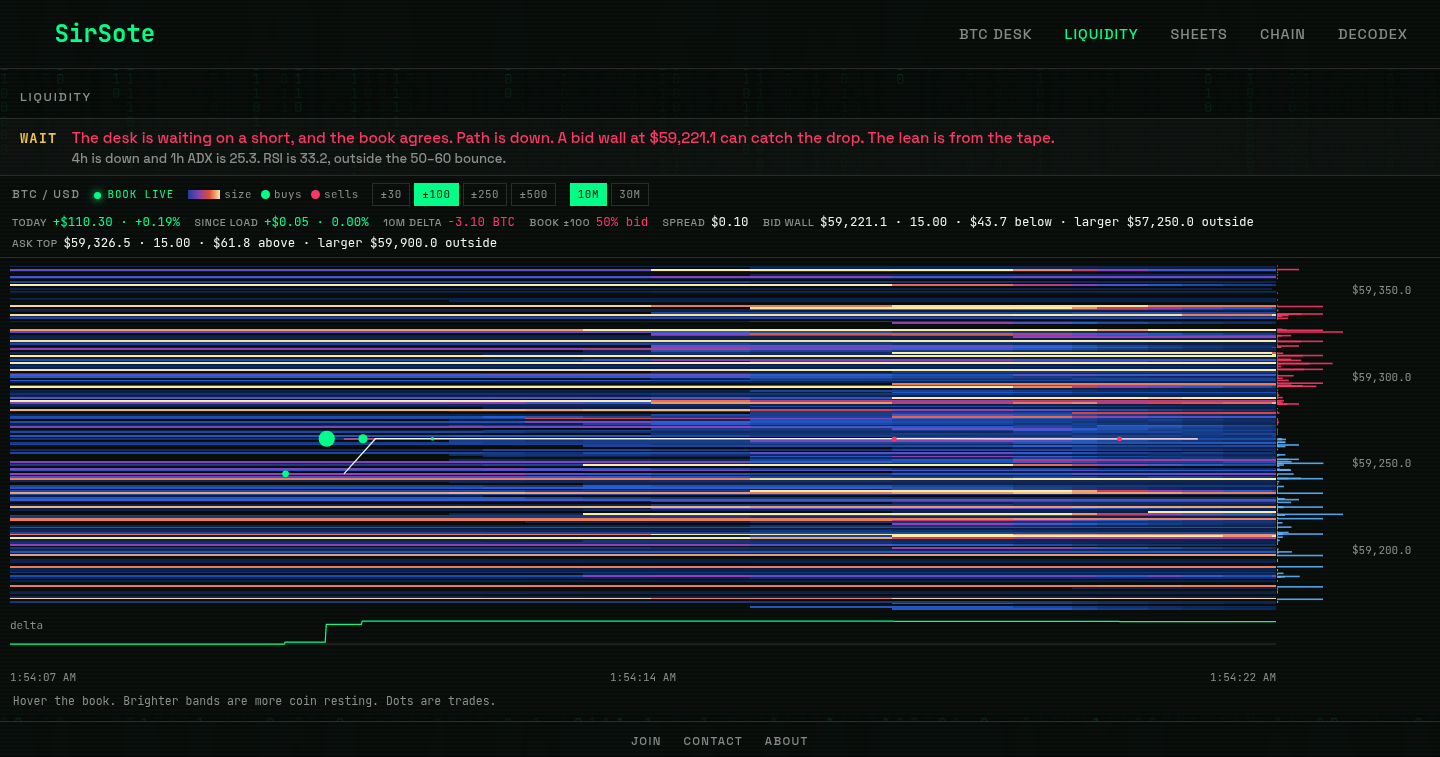 SirSote
BTC DESK LIQUIDITY SHEETS CHAIN DECODEX
LIQUIDITY
WAIT The desk is waiting on a short, and the book agrees. Path is down. A bid wall at $59,221.1 can catch the drop. The lean is from the tape.
4h is down and 1h ADX is 25.3. RSI is 33.2, outside the 50–60 bounce.
BTC / USD BOOK LIVE size buys sells ±30 ±100 ±250 ±500 10M 30M
TODAY +$110.30 · +0.19% SINCE LOAD +$0.05 · 0.00% 10M DELTA -3.10 BTC BOOK ±100 50% bid SPREAD $0.10 BID WALL $59,221.1 · 15.00 · $43.7 below · larger $57,250.0 outside
ASK TOP $59,326.5 · 15.00 · $61.8 above · larger $59,900.0 outside
$59,350.0
$59,300.0
$59,250.0
$59,200.0
delta
1:54:07 AM 1:54:14 AM 1:54:22 AM
Hover the book. Brighter bands are more coin resting. Dots are trades.
JOIN CONTACT ABOUT